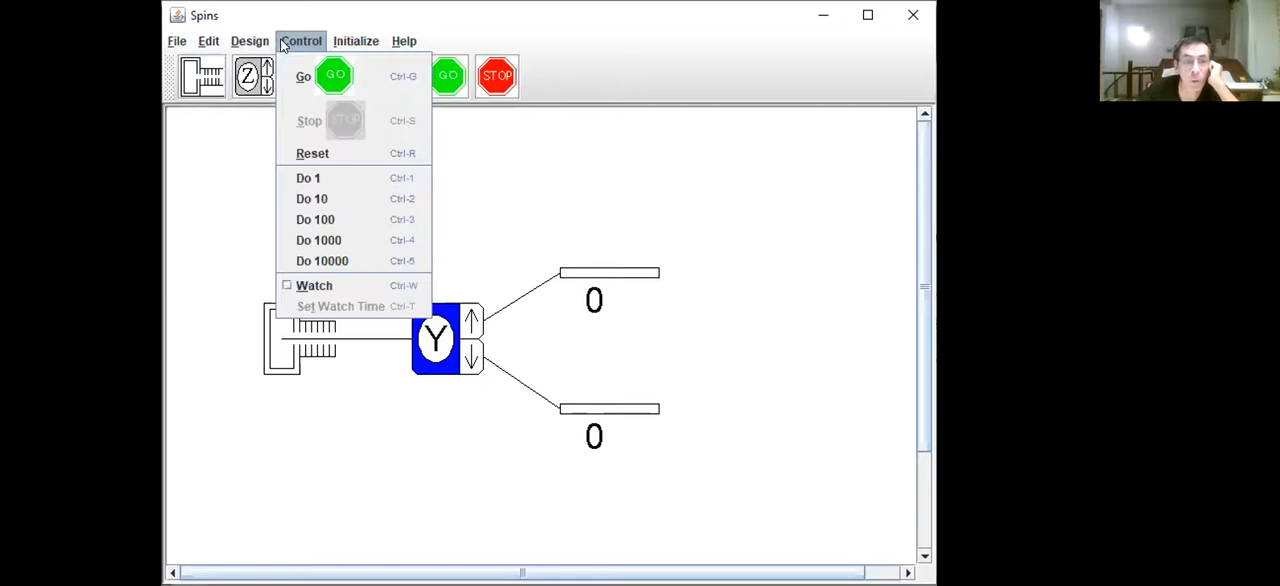 Spins
File Edit Design Control Initialize Help
Z GO STOP
Go GO Ctrl-G
Stop STOP Ctrl-S
Reset Ctrl-R
Do 1 Ctrl-1
Do 10 Ctrl-2
Do 100 Ctrl-3
Do 1000 Ctrl-4
Do 10000 Ctrl-5
Watch Ctrl-W
Set Watch Time Ctrl-T
Y
0
0